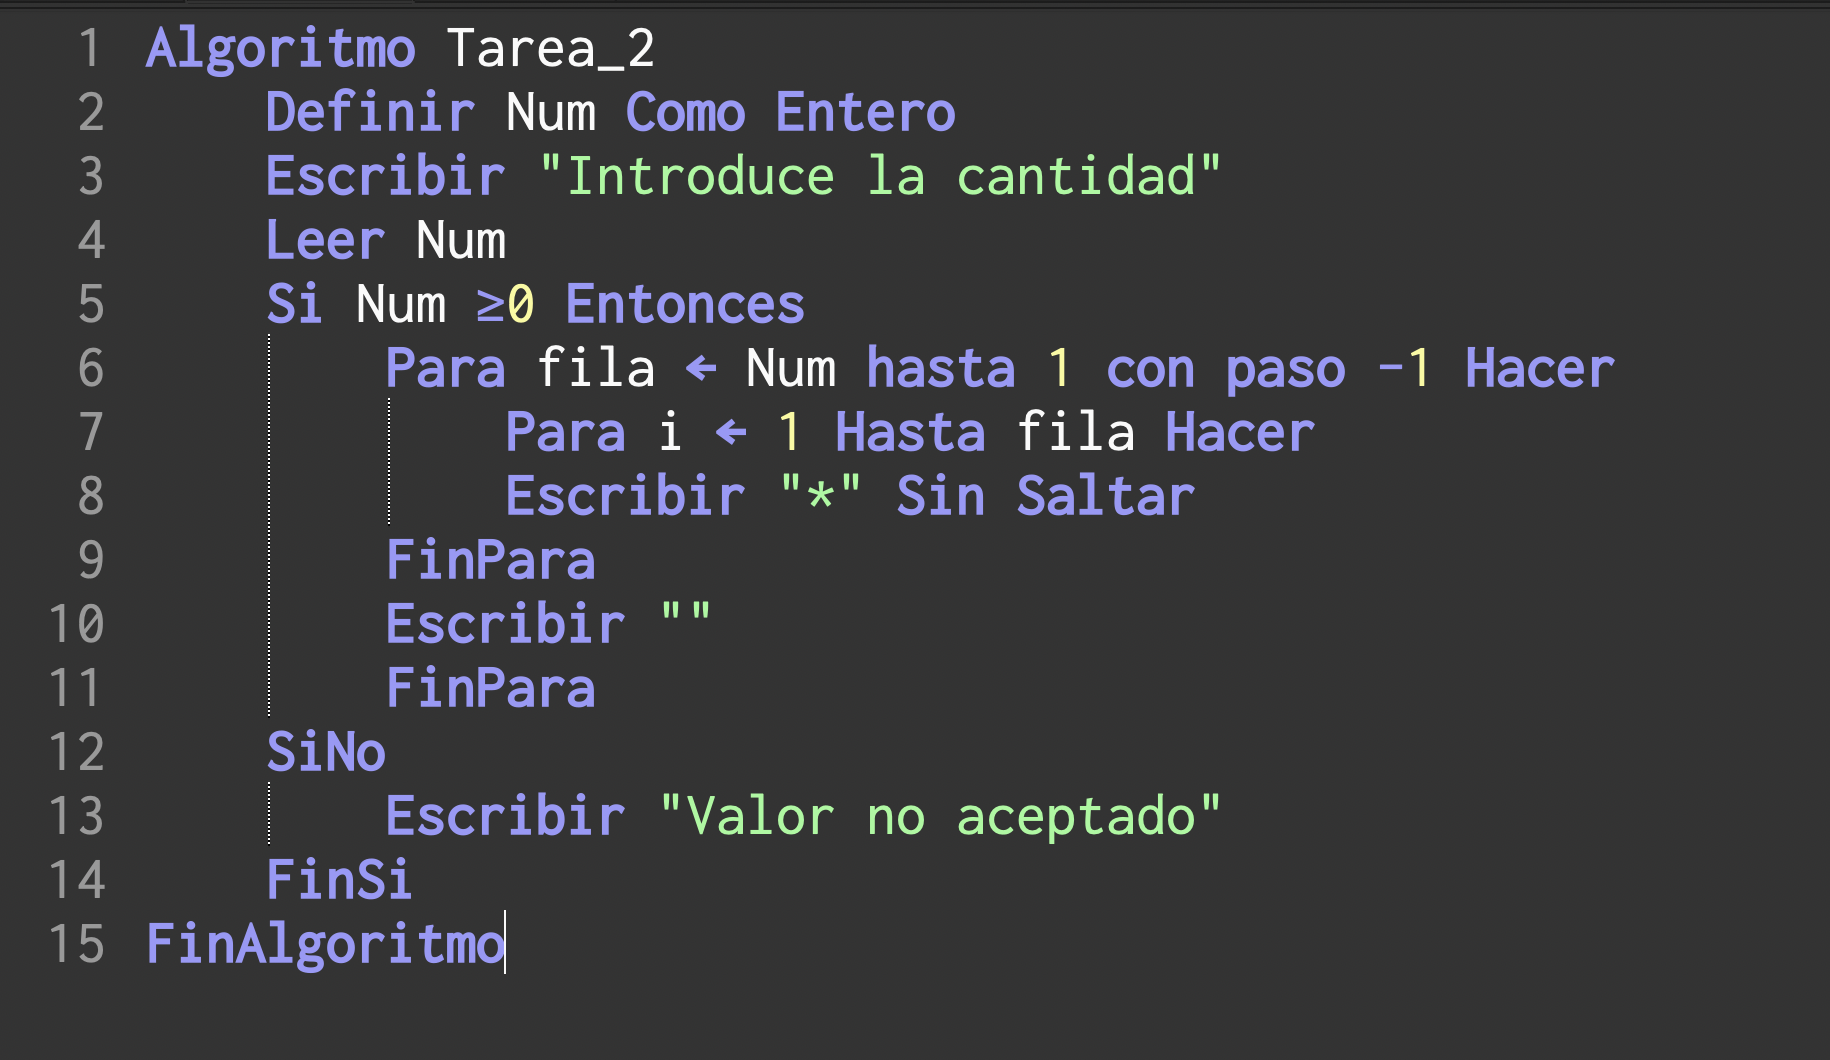 1 Algoritmo Tarea_2
2 Definir Num Como Entero
3 Escribir "Introduce la cantidad"
4 Leer Num
5 Si Num ≥0 Entonces
6 Para fila ← Num hasta 1 con paso -1 Hacer
7 Para i ← 1 Hasta fila Hacer
8 Escribir "*" Sin Saltar
9 FinPara
10 Escribir ""
11 FinPara
12 SiNo
13 Escribir "Valor no aceptado"
14 FinSi
15 FinAlgoritmo